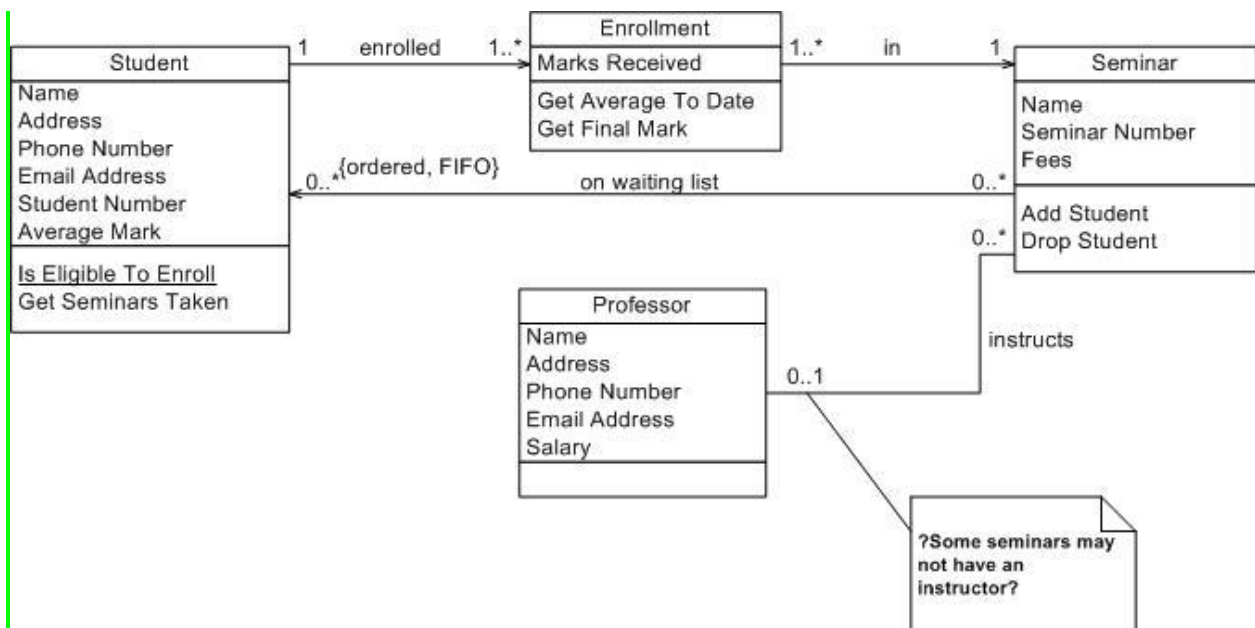 Student
Name
Address
Phone Number
Email Address
Student Number
Average Mark
Is Eligible To Enroll
Get Seminars Taken
1 enrolled 1..*
Enrollment
Marks Received
Get Average To Date
Get Final Mark
1..* in 1
Seminar
Name
Seminar Number
Fees
Add Student
Drop Student
{ordered, FIFO}
0..* on waiting list 0..*
0..*
instructs
0..1
Professor
Name
Address
Phone Number
Email Address
Salary
?Some seminars may
not have an
instructor?